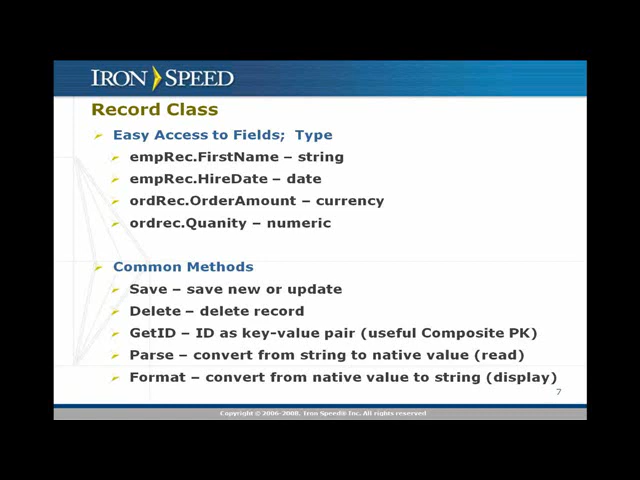 IRON SPEED
Record Class
Easy Access to Fields; Type
empRec.FirstName – string
empRec.HireDate – date
ordRec.OrderAmount – currency
ordrec.Quanity – numeric
Common Methods
Save – save new or update
Delete – delete record
GetID – ID as key-value pair (useful Composite PK)
Parse – convert from string to native value (read)
Format – convert from native value to string (display)
7
Copyright © 2006-2008. Iron Speed® Inc. All rights reserved